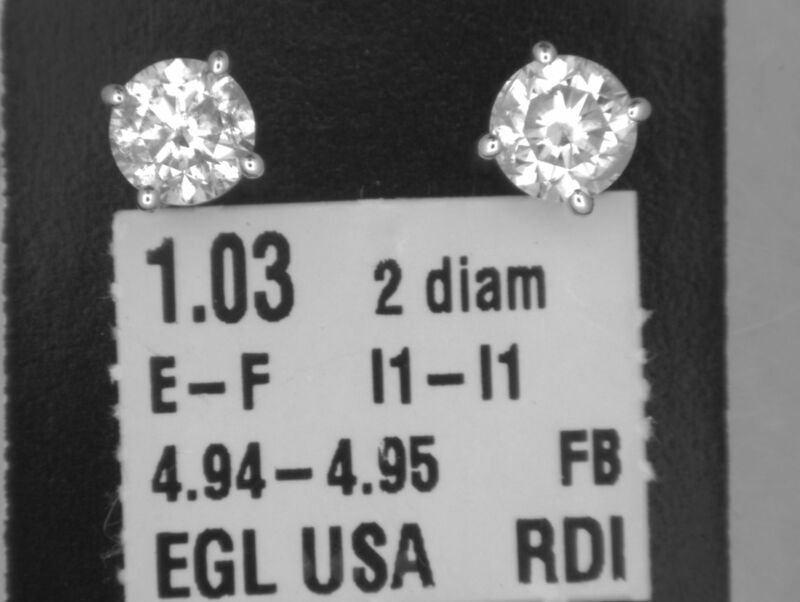 1.03 2 diam
E-F I1-I1
4.94-4.95 FB
EGL USA RDI